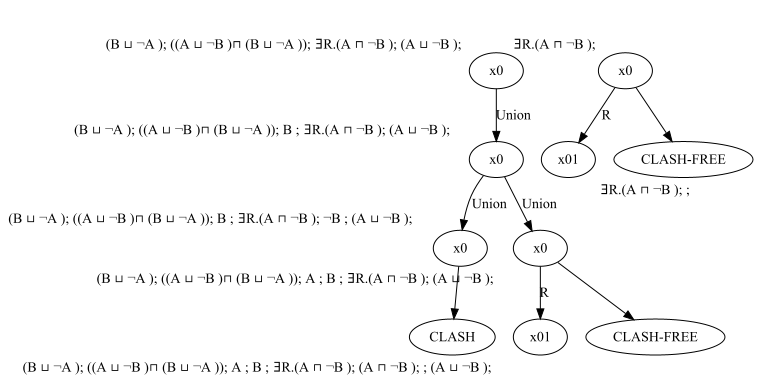 (B ⊔ ¬A ); ((A ⊔ ¬B )⊓ (B ⊔ ¬A )); ∃R.(A ⊓ ¬B ); (A ⊔ ¬B ); ∃R.(A ⊓ ¬B );
x0 x0
Union R
(B ⊔ ¬A ); ((A ⊔ ¬B )⊓ (B ⊔ ¬A )); B ; ∃R.(A ⊓ ¬B ); (A ⊔ ¬B );
x0 x01 CLASH-FREE
∃R.(A ⊓ ¬B ); ;
Union Union
(B ⊔ ¬A ); ((A ⊔ ¬B )⊓ (B ⊔ ¬A )); B ; ∃R.(A ⊓ ¬B ); ¬B ; (A ⊔ ¬B );
x0 x0
(B ⊔ ¬A ); ((A ⊔ ¬B )⊓ (B ⊔ ¬A )); A ; B ; ∃R.(A ⊓ ¬B ); (A ⊔ ¬B );
R
CLASH x01 CLASH-FREE
(B ⊔ ¬A ); ((A ⊔ ¬B )⊓ (B ⊔ ¬A )); A ; B ; ∃R.(A ⊓ ¬B ); (A ⊓ ¬B ); ; (A ⊔ ¬B );